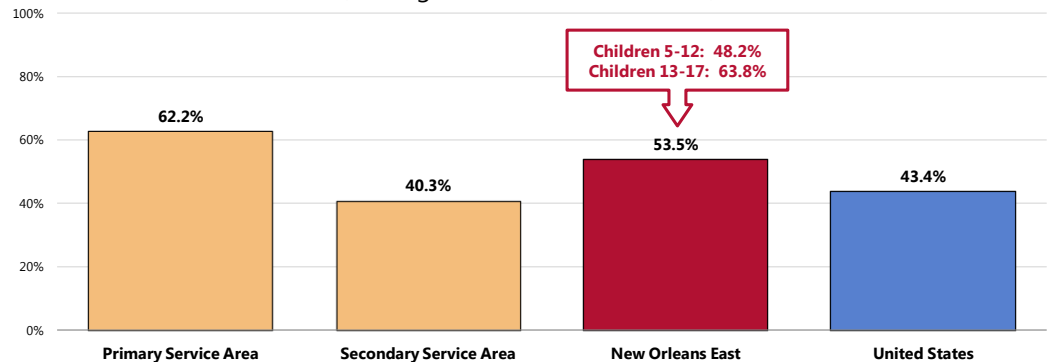 100%
80%
60%
40%
20%
0%
Children 5-12: 48.2%
Children 13-17: 63.8%
62.2%
40.3%
53.5%
43.4%
Primary Service Area
Secondary Service Area
New Orleans East
United States